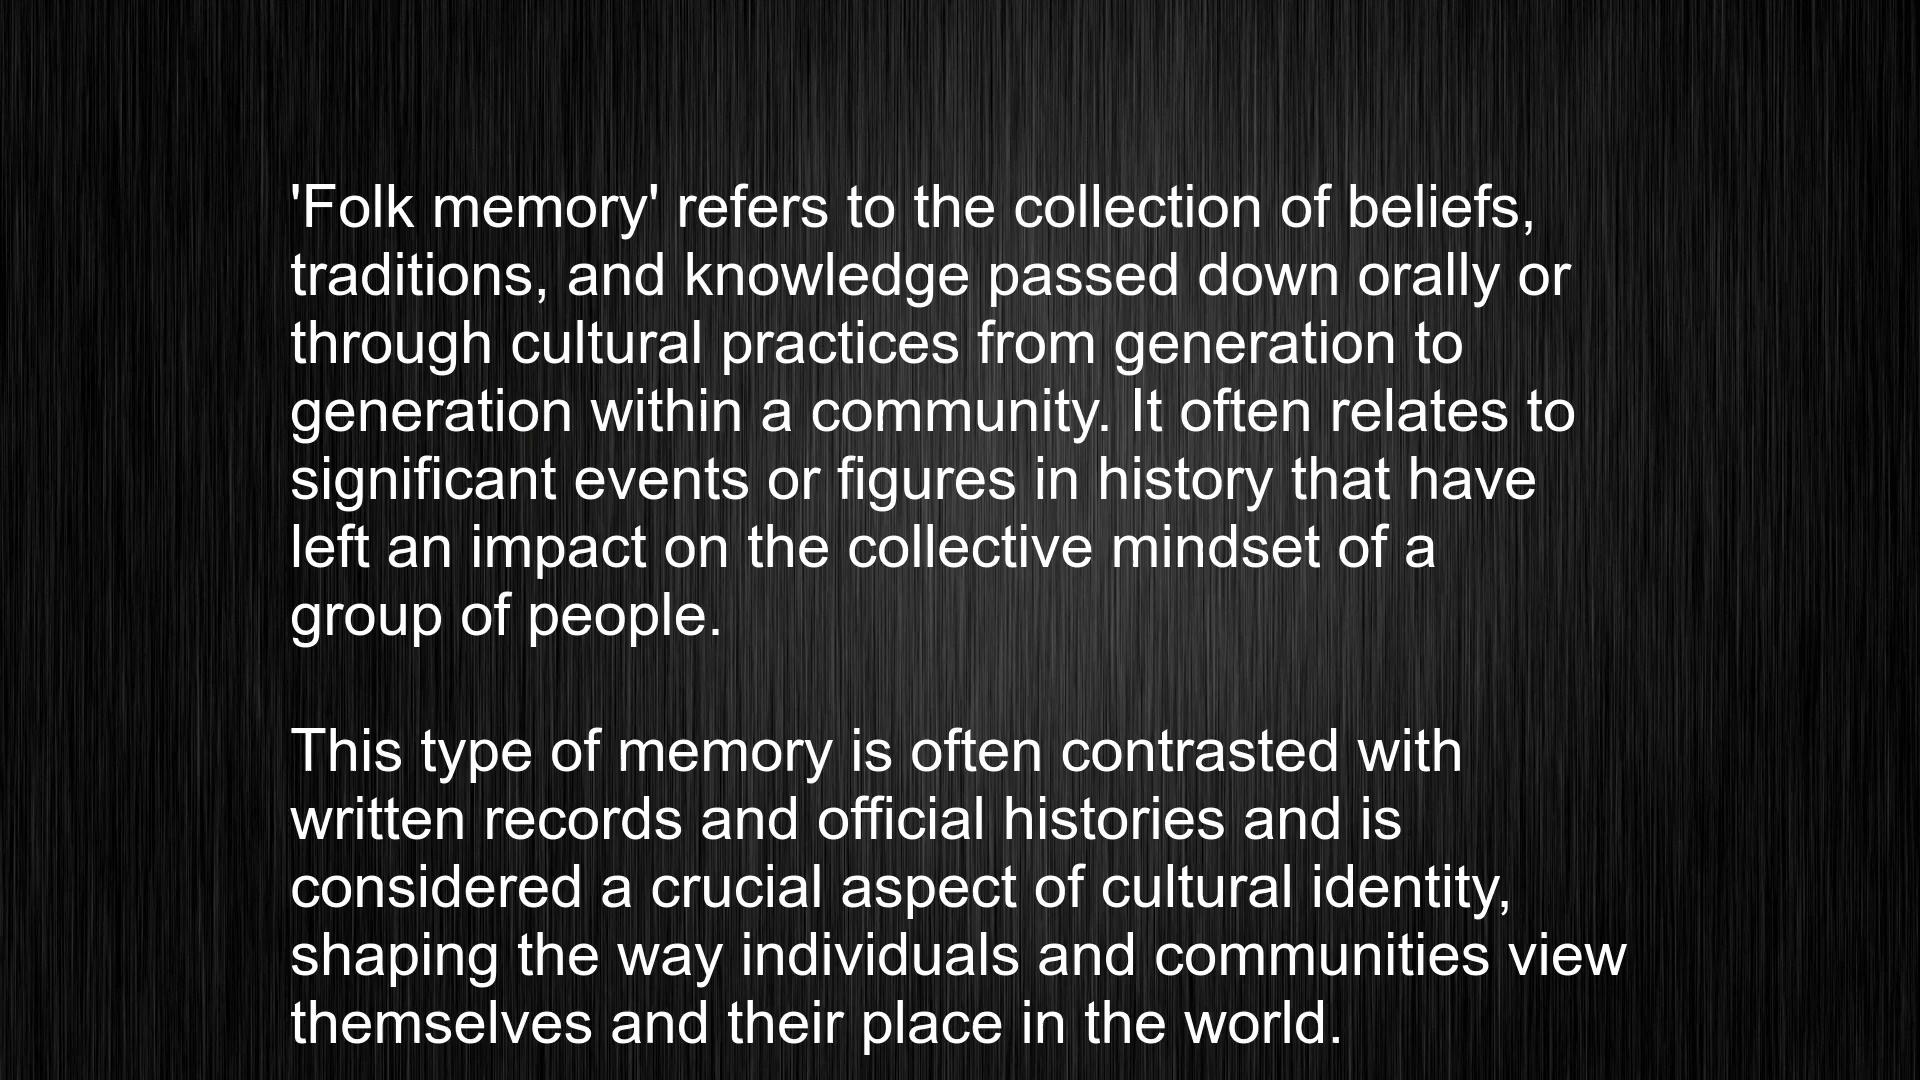 'Folk memory' refers to the collection of beliefs,
traditions, and knowledge passed down orally or
through cultural practices from generation to
generation within a community. It often relates to
significant events or figures in history that have
left an impact on the collective mindset of a
group of people.
This type of memory is often contrasted with
written records and official histories and is
considered a crucial aspect of cultural identity,
shaping the way individuals and communities view
themselves and their place in the world.